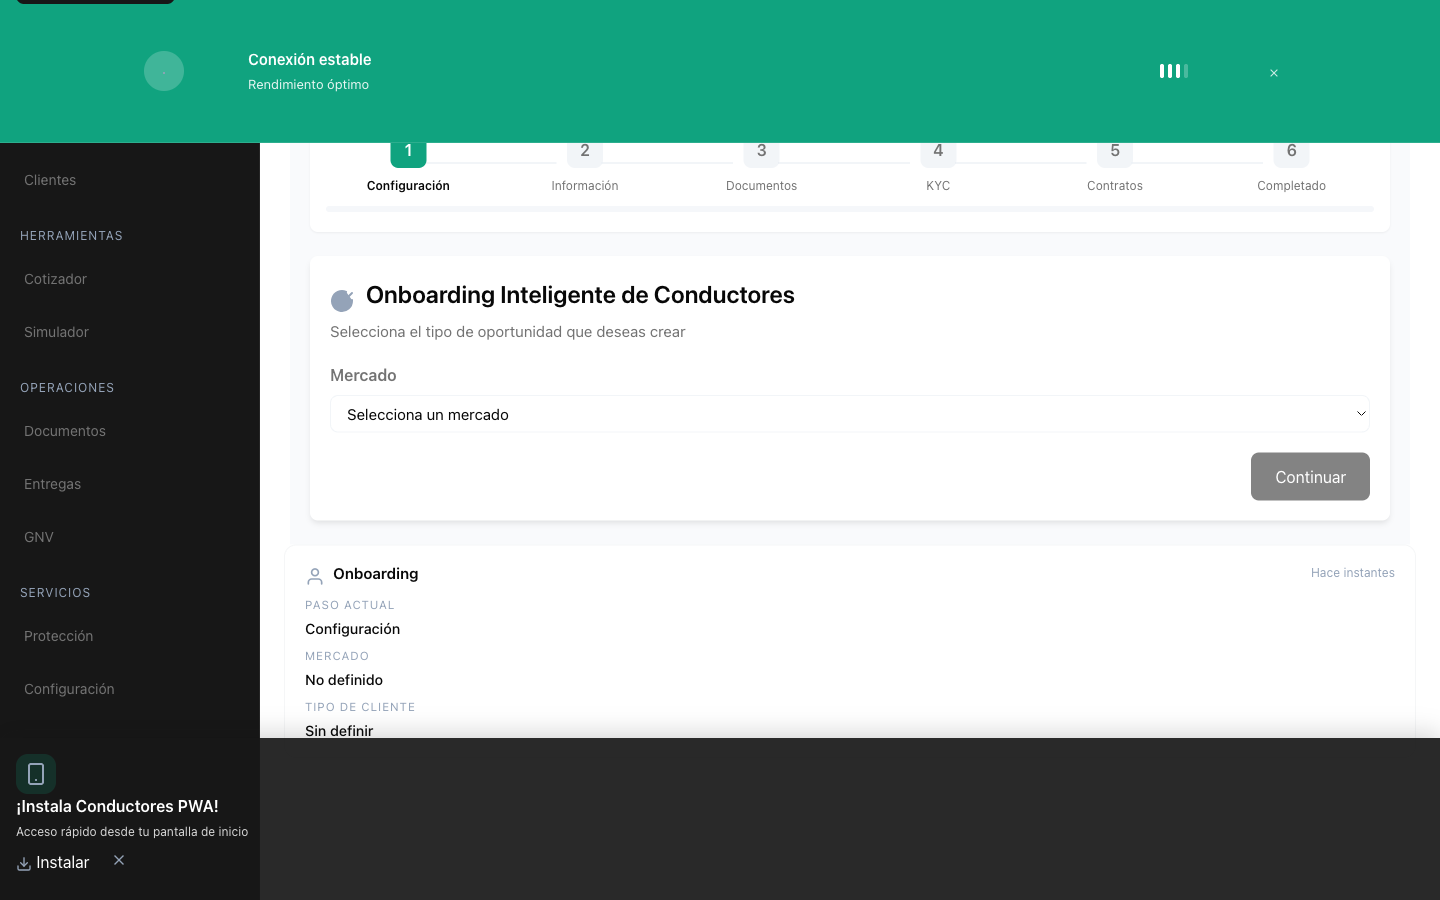 Conexión estable
Rendimiento óptimo
×
Clientes
HERRAMIENTAS
Cotizador
Simulador
OPERACIONES
Documentos
Entregas
GNV
SERVICIOS
Protección
Configuración
1
2
3
4
5
6
Configuración
Información
Documentos
KYC
Contratos
Completado
Onboarding Inteligente de Conductores
Selecciona el tipo de oportunidad que deseas crear
Mercado
Selecciona un mercado
Continuar
Onboarding
Hace instantes
PASO ACTUAL
Configuración
MERCADO
No definido
TIPO DE CLIENTE
Sin definir
¡Instala Conductores PWA!
Acceso rápido desde tu pantalla de inicio
Instalar